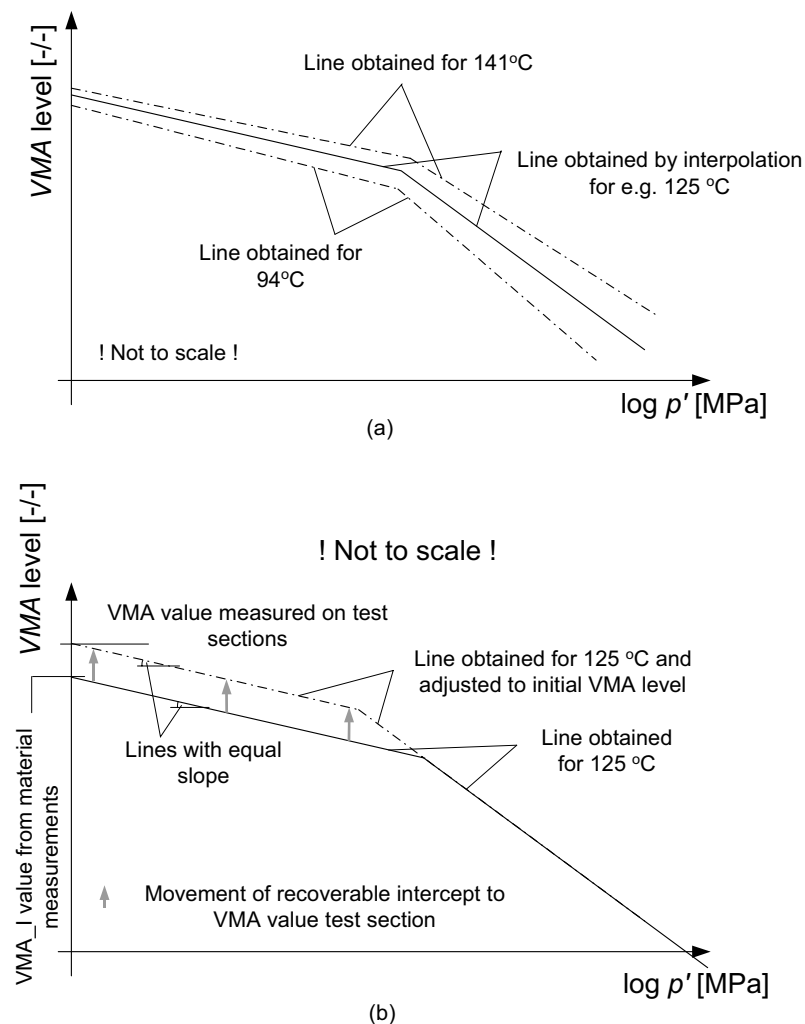 VMA level [-/-]
Line obtained for 141°C
Line obtained by interpolation
for e.g. 125 °C
Line obtained for
94°C
! Not to scale !
log p' [MPa]
(a)
VMA level [-/-]
! Not to scale !
VMA value measured on test
sections
Line obtained for 125 °C and
adjusted to initial VMA level
Lines with equal
slope
Line obtained
for 125 °C
VMA_I value from material
measurements
Movement of recoverable intercept to
VMA value test section
log p' [MPa]
(b)